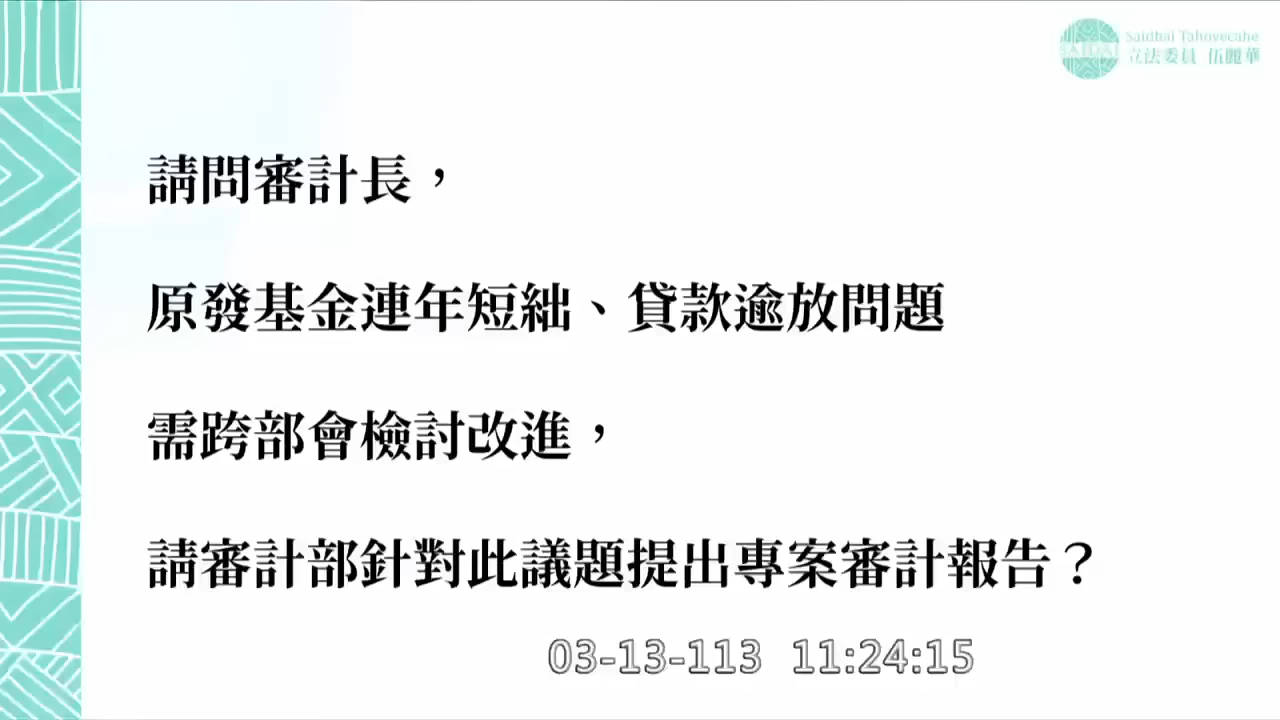 Saidhai Tahovecahe
SAIDAI
立法委員 伍麗華
請問審計長，
原發基金連年短絀、貸款逾放問題
需跨部會檢討改進，
請審計部針對此議題提出專案審計報告？
03-13-113 11:24:15